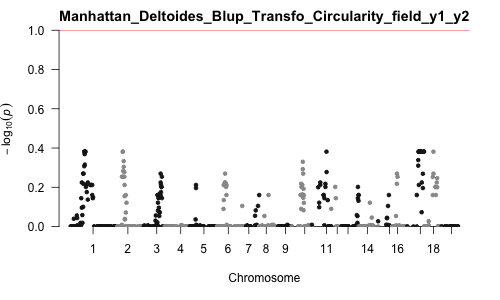 Manhattan_Deltoides_Blup_Transfo_Circularity_field_y1_y2
1.0
0.8
0.6
0.4
0.2
0.0
− log10(p)
1 2 3 4 5 6 7 8 9 11 14 16 18
Chromosome